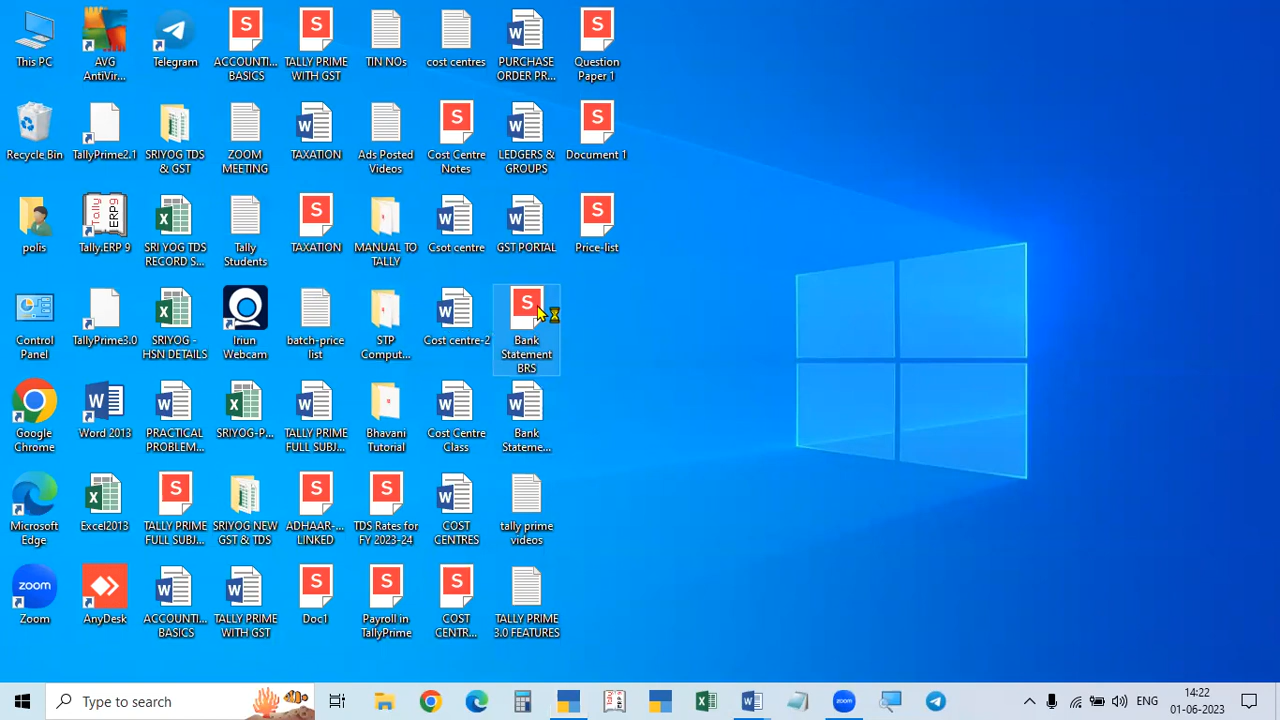 This PC
AVG
AntiVir...
Telegram
ACCOUNTI...
BASICS
TALLY PRIME
WITH GST
TIN NOs
cost centres
PURCHASE
ORDER PR...
Question
Paper 1
Recycle Bin
TallyPrime2.1
SRIYOG TDS
& GST
ZOOM
MEETING
TAXATION
Ads Posted
Videos
Cost Centre
Notes
LEDGERS &
GROUPS
Document 1
polis
Tally.ERP 9
SRI YOG TDS
RECORD S...
Tally
Students
TAXATION
MANUAL TO
TALLY
Csot centre
GST PORTAL
Price-list
Control
Panel
TallyPrime3.0
SRIYOG -
HSN DETAILS
Iriun
Webcam
batch-price
list
STP
Comput...
Cost centre-2
Bank
Statement
BRS
Google
Chrome
Word 2013
PRACTICAL
PROBLEM...
SRIYOG-P...
TALLY PRIME
FULL SUBJ...
Bhavani
Tutorial
Cost Centre
Class
Bank
Stateme...
Microsoft
Edge
Excel2013
TALLY PRIME
FULL SUBJ...
SRIYOG NEW
GST & TDS
ADHAAR-...
LINKED
TDS Rates for
FY 2023-24
COST
CENTRES
tally prime
videos
zoom
Zoom
AnyDesk
ACCOUNTI...
BASICS
TALLY PRIME
WITH GST
Doc1
Payroll in
TallyPrime
COST
CENTR...
TALLY PRIME
3.0 FEATURES
Type to search
zoom
ENG
14:22
01-06-2023